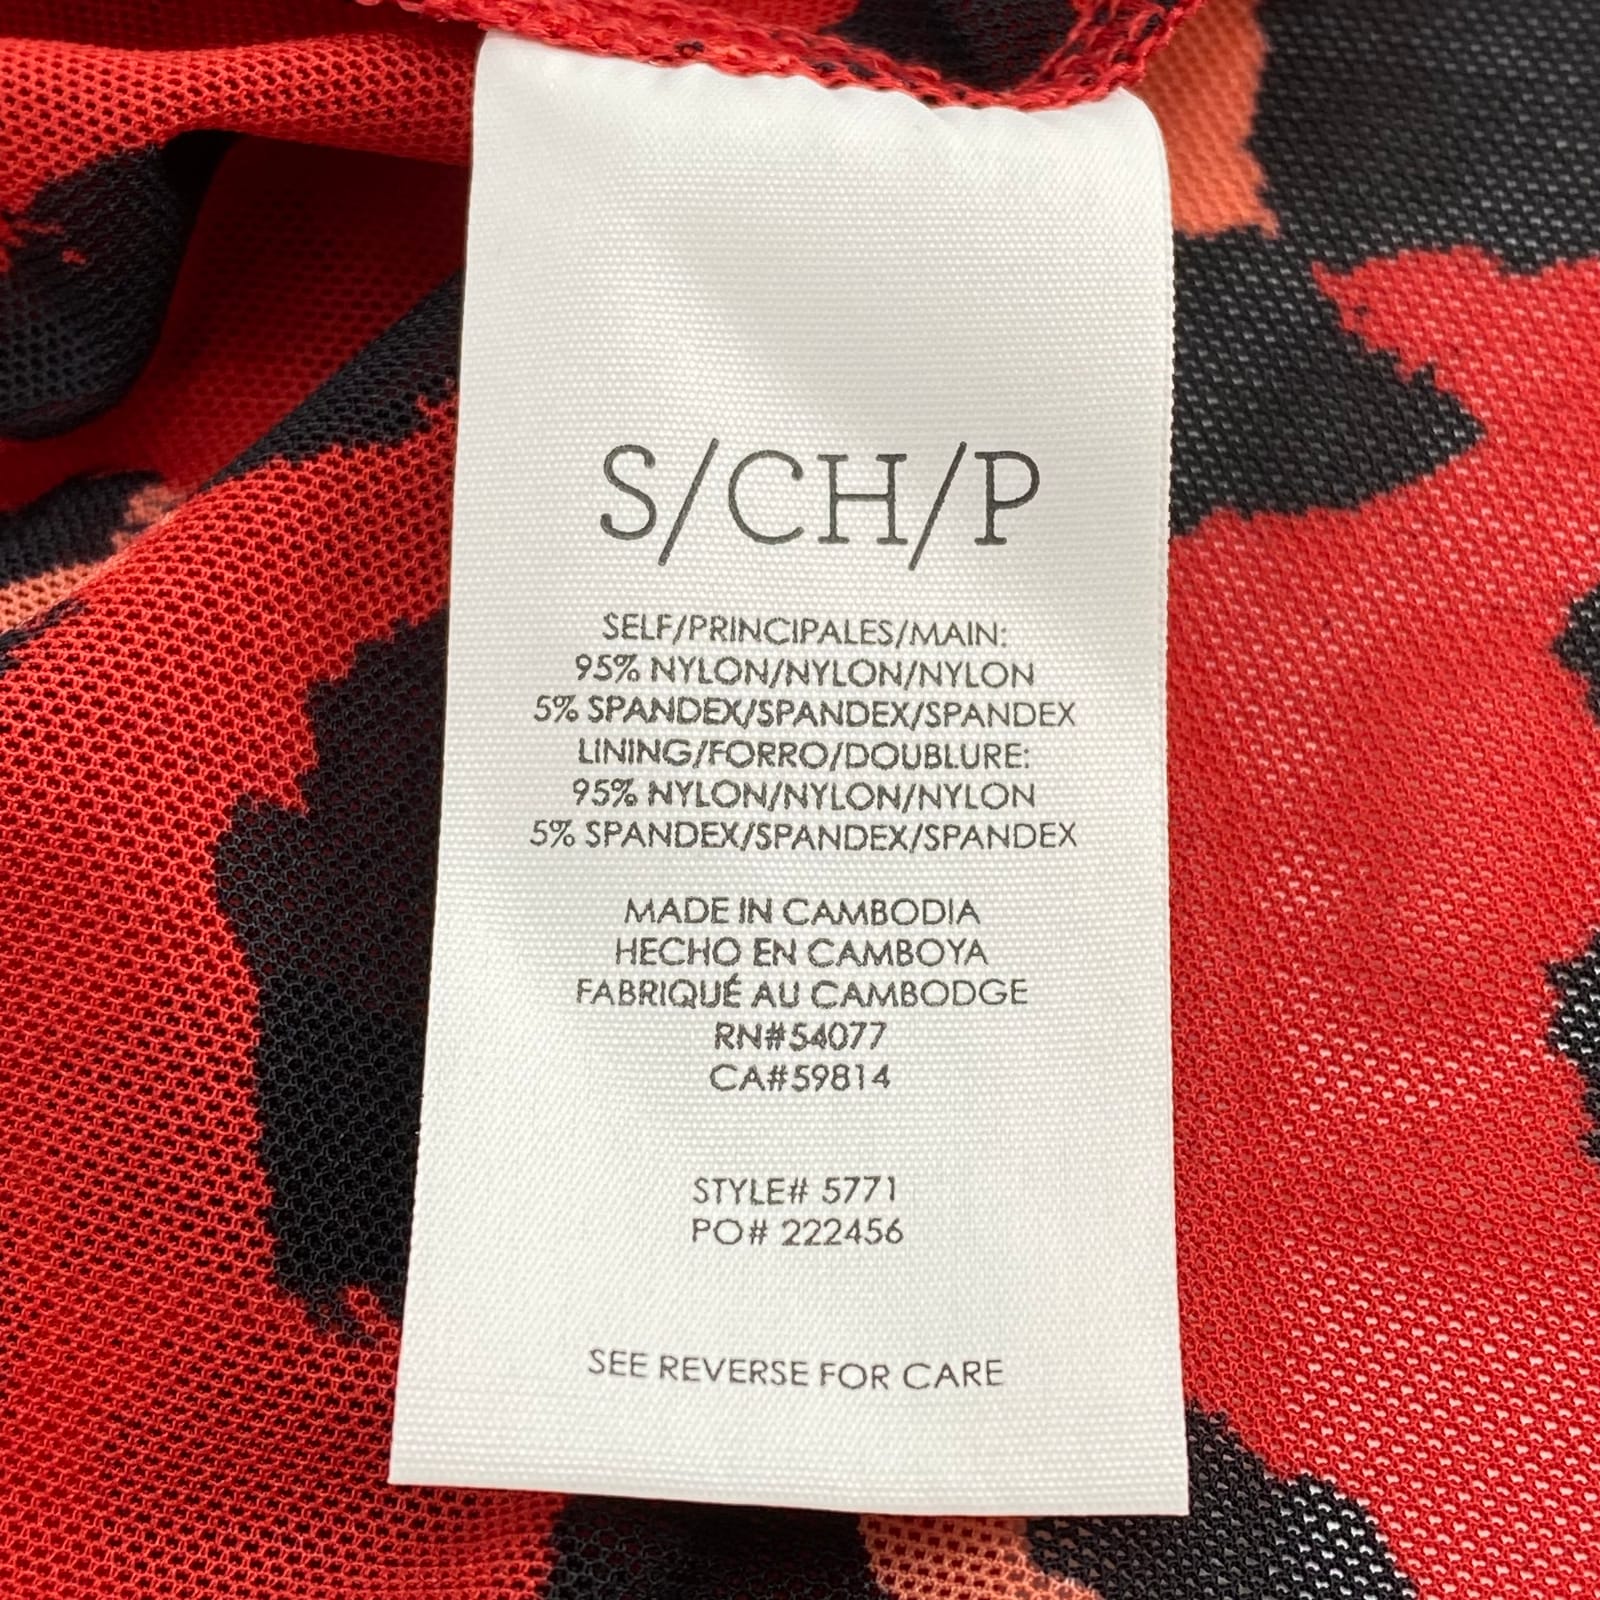 S/CH/P
SELF/PRINCIPALES/MAIN:
95% NYLON/NYLON/NYLON
5% SPANDEX/SPANDEX/SPANDEX
LINING/FORRO/DOUBLURE:
95% NYLON/NYLON/NYLON
5% SPANDEX/SPANDEX/SPANDEX
MADE IN CAMBODIA
HECHO EN CAMBOYA
FABRIQUÉ AU CAMBODGE
RN#54077
CA#59814
STYLE# 5771
PO# 222456
SEE REVERSE FOR CARE